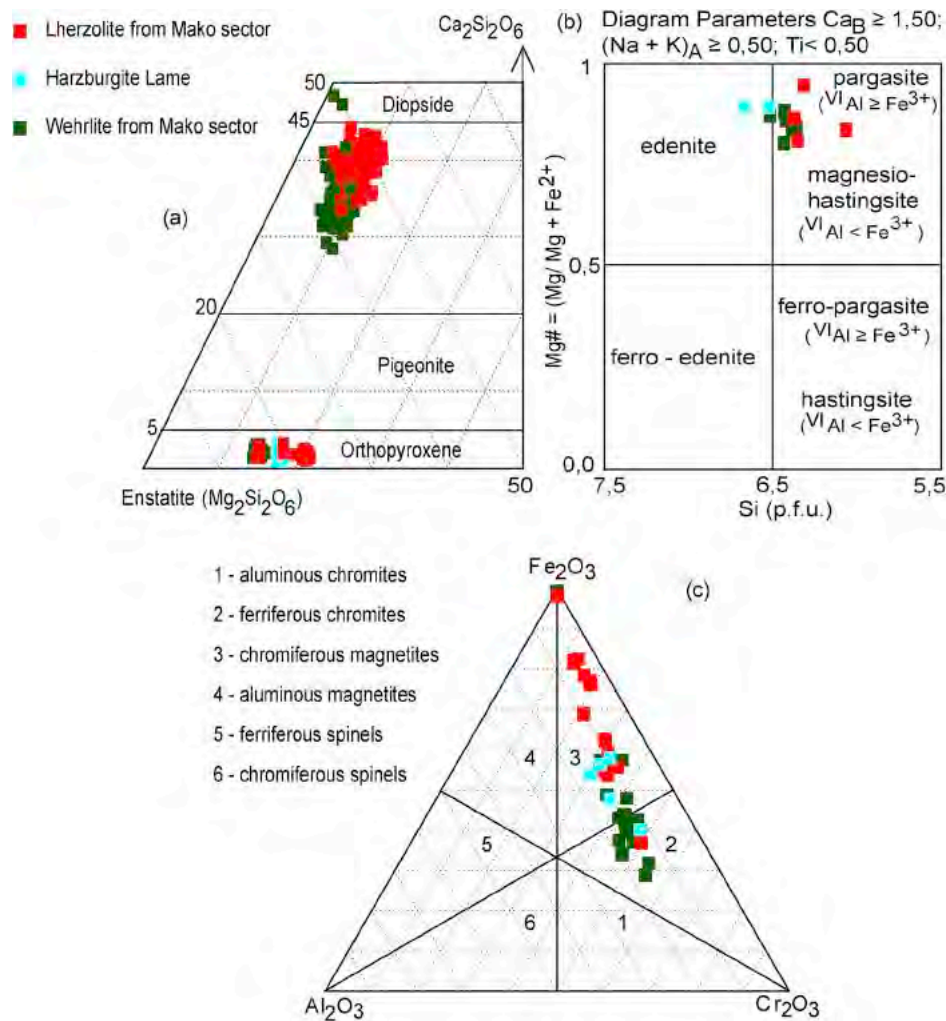 Lherzolite from Mako sector
Harzburgite Lame
Wehrlite from Mako sector
Ca2Si2O6
50
Diopside
45
(a)
20
Pigeonite
5
Orthopyroxene
Enstatite (Mg2Si2O6)
50
(b) Diagram Parameters CaB ≥ 1,50;
(Na + K)A ≥ 0,50; Ti< 0,50
1
pargasite
(VIAl ≥ Fe3+)
edenite
magnesio-
hastingsite
(VIAl < Fe3+)
Mg# = (Mg/ Mg + Fe2+)
0,5
ferro-pargasite
(VIAl ≥ Fe3+)
ferro - edenite
hastingsite
(VIAl < Fe3+)
0,0
7,5
6,5
5,5
Si (p.f.u.)
1 - aluminous chromites
2 - ferriferous chromites
3 - chromiferous magnetites
4 - aluminous magnetites
5 - ferriferous spinels
6 - chromiferous spinels
Fe2O3
(c)
4
3
5
2
6
1
Al2O3
Cr2O3